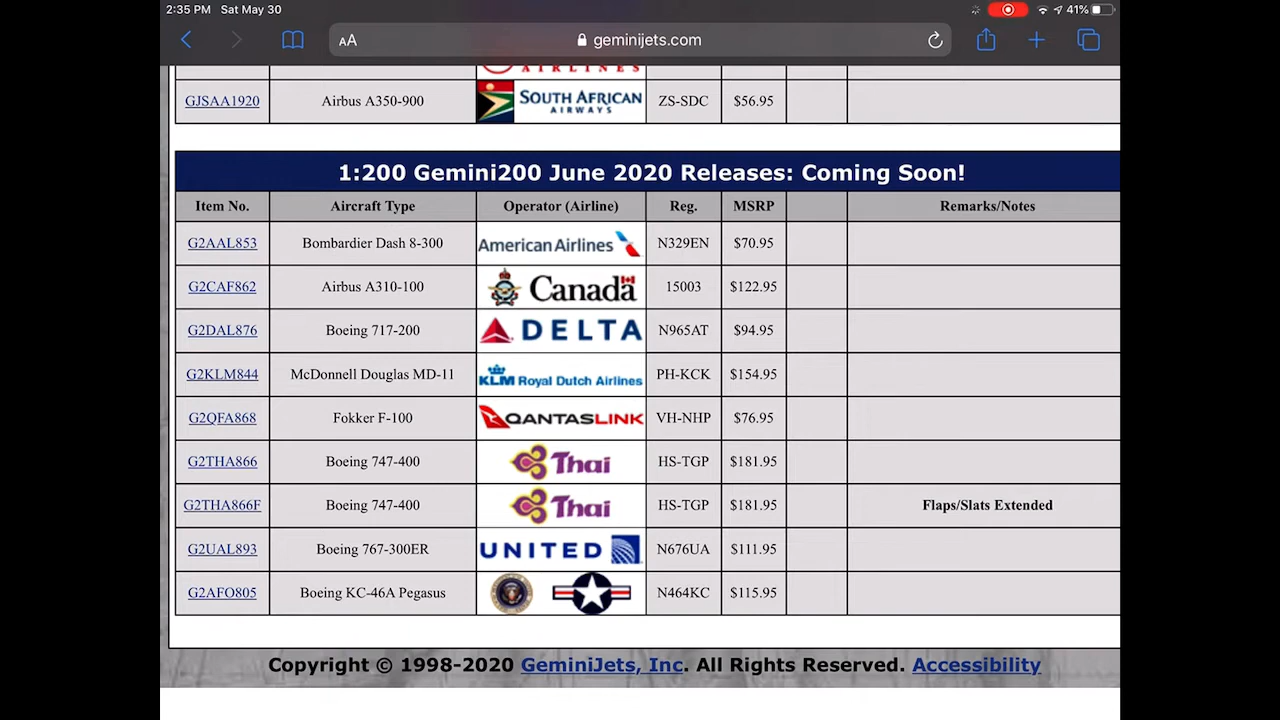 2:35 PM Sat May 30 41%
AA geminijets.com
AIRLINES
GJSAA1920 Airbus A350-900 SOUTH AFRICAN AIRWAYS ZS-SDC $56.95
1:200 Gemini200 June 2020 Releases: Coming Soon!
Item No. Aircraft Type Operator (Airline) Reg. MSRP Remarks/Notes
G2AAL853 Bombardier Dash 8-300 American Airlines N329EN $70.95
G2CAF862 Airbus A310-100 Canada 15003 $122.95
G2DAL876 Boeing 717-200 DELTA N965AT $94.95
G2KLM844 McDonnell Douglas MD-11 KLM Royal Dutch Airlines PH-KCK $154.95
G2QFA868 Fokker F-100 QANTASLINK VH-NHP $76.95
G2THA866 Boeing 747-400 Thai HS-TGP $181.95
G2THA866F Boeing 747-400 Thai HS-TGP $181.95 Flaps/Slats Extended
G2UAL893 Boeing 767-300ER UNITED N676UA $111.95
G2AFO805 Boeing KC-46A Pegasus N464KC $115.95
Copyright © 1998-2020 GeminiJets, Inc. All Rights Reserved. Accessibility